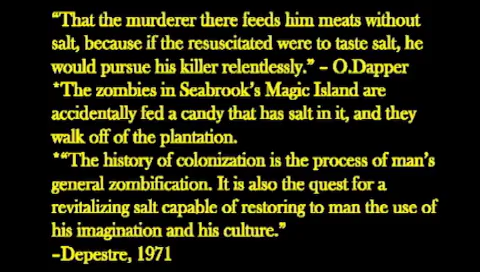 “That the murderer there feeds him meats without
salt, because if the resuscitated were to taste salt, he
would pursue his killer relentlessly.” – O.Dapper
*The zombies in Seabrook’s Magic Island are
accidentally fed a candy that has salt in it, and they
walk off of the plantation.
*“The history of colonization is the process of man’s
general zombification. It is also the quest for a
revitalizing salt capable of restoring to man the use of
his imagination and his culture.”
–Depestre, 1971